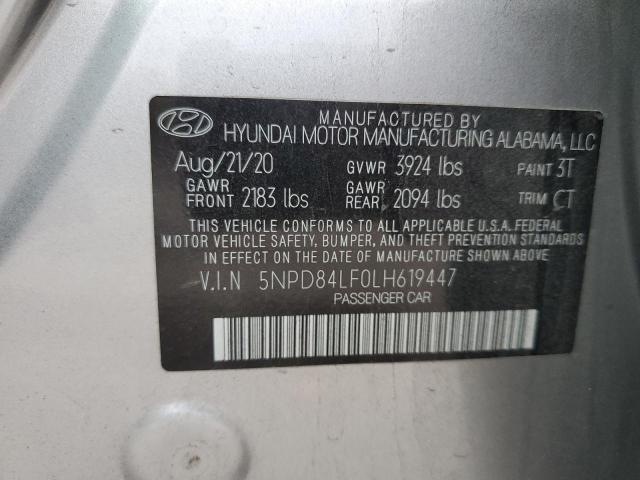 MANUFACTURED BY
HYUNDAI MOTOR MANUFACTURING ALABAMA, LLC
Aug/21/20 GVWR 3924 lbs PAINT 3T
GAWR FRONT 2183 lbs GAWR REAR 2094 lbs TRIM CT
THIS VEHICLE CONFORMS TO ALL APPLICABLE U.S.A. FEDERAL
MOTOR VEHICLE SAFETY, BUMPER, AND THEFT PREVENTION STANDARDS
IN EFFECT ON THE DATE OF MANUFACTURE SHOWN ABOVE.
V.I.N 5NPD84LF0LH619447
PASSENGER CAR